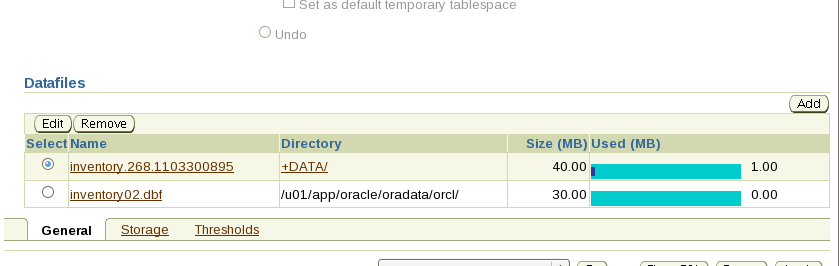 Set as default temporary tablespace
Undo
Datafiles
Add
Edit Remove
Select Name Directory Size (MB) Used (MB)
inventory.268.1103300895 +DATA/ 40.00 1.00
inventory02.dbf /u01/app/oracle/oradata/orcl/ 30.00 0.00
General Storage Thresholds